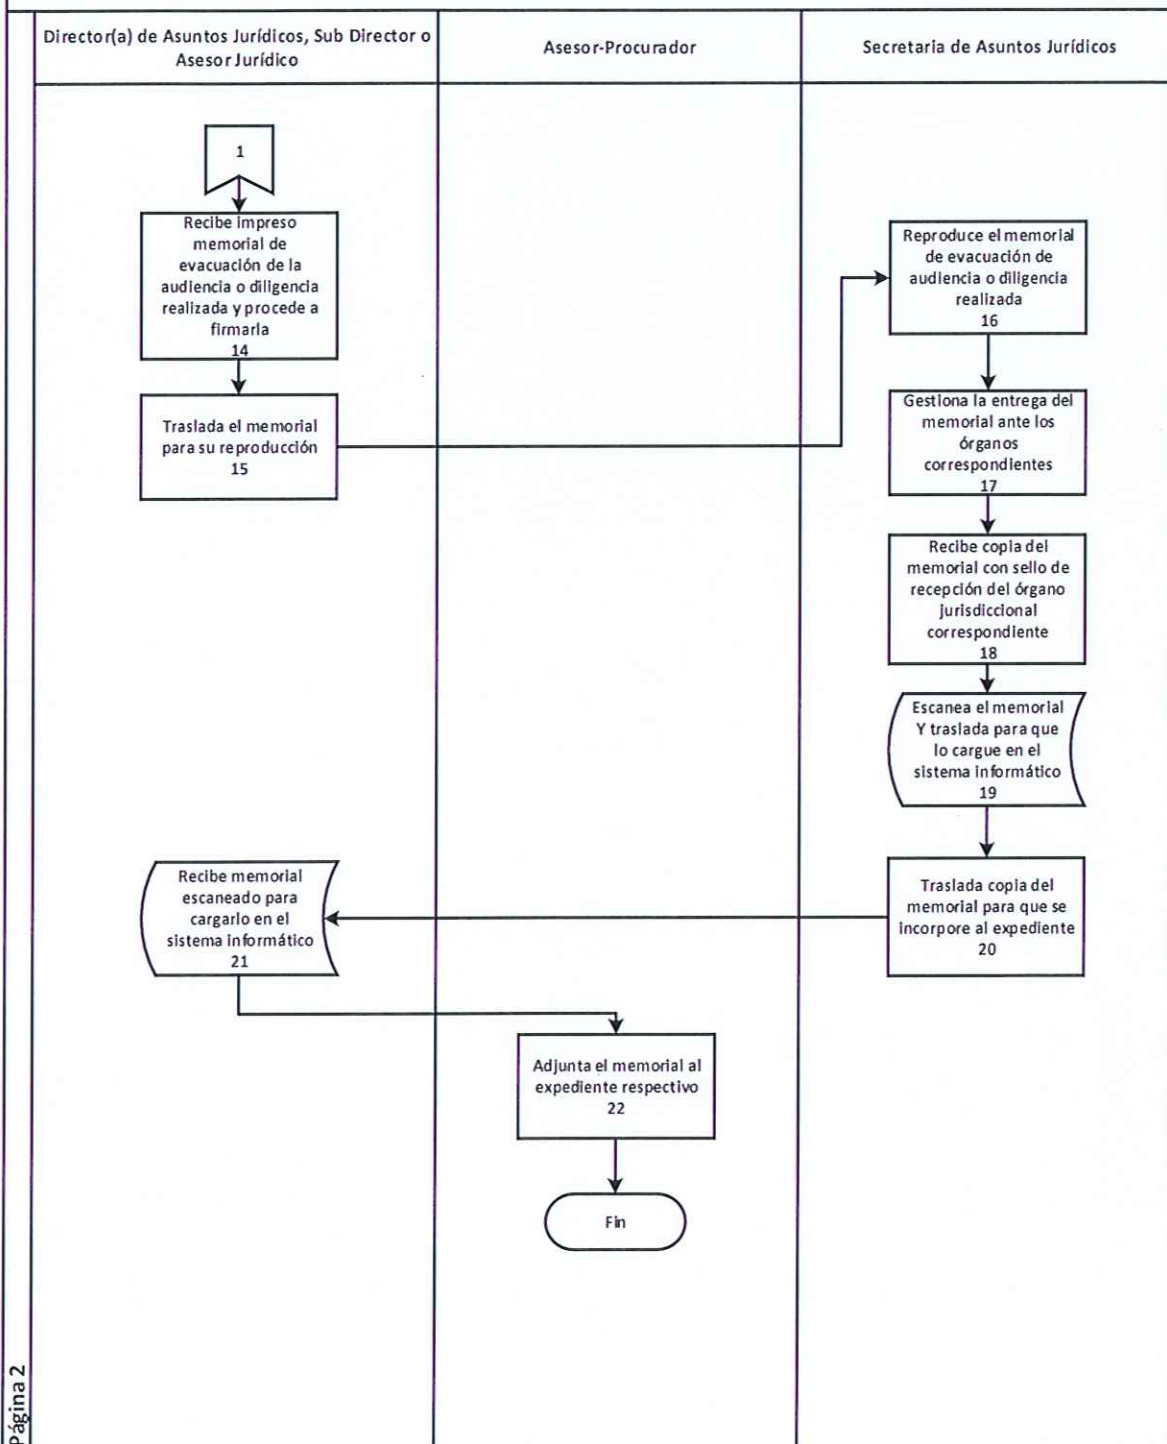 Director(a) de Asuntos Jurídicos, Sub Director o
Asesor Jurídico
Asesor-Procurador
Secretaria de Asuntos Jurídicos
1
Recibe impreso
memorial de
evacuación de la
audiencia o diligencia
realizada y procede a
firmarla
14
Traslada el memorial
para su reproducción
15
Reproduce el memorial
de evacuación de
audiencia o diligencia
realizada
16
Gestiona la entrega del
memorial ante los
órganos
correspondientes
17
Recibe copia del
memorial con sello de
recepción del órgano
jurisdiccional
correspondiente
18
Escanea el memorial
Y traslada para que
lo cargue en el
sistema informático
19
Traslada copia del
memorial para que se
incorpore al expediente
20
Recibe memorial
escaneado para
cargarlo en el
sistema informático
21
Adjunta el memorial al
expediente respectivo
22
Fin
Página 2